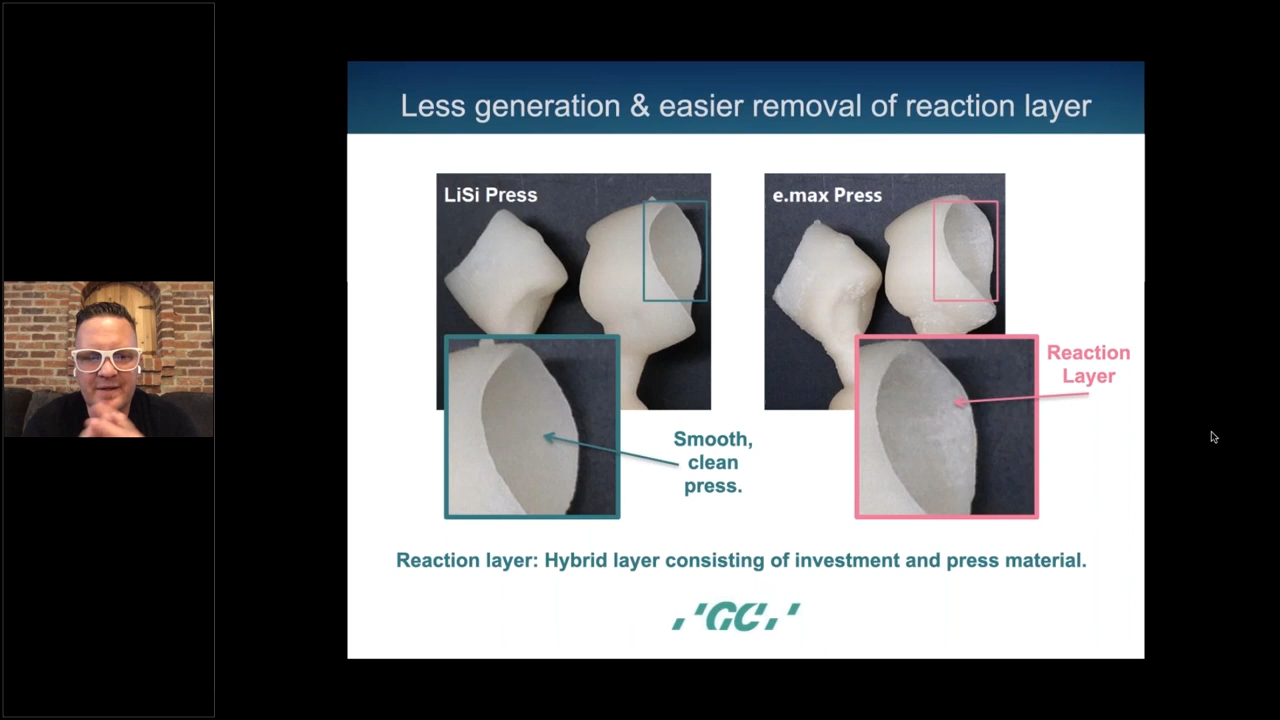 Less generation & easier removal of reaction layer
LiSi Press
e.max Press
Reaction
Layer
Smooth,
clean
press.
Reaction layer: Hybrid layer consisting of investment and press material.
GC